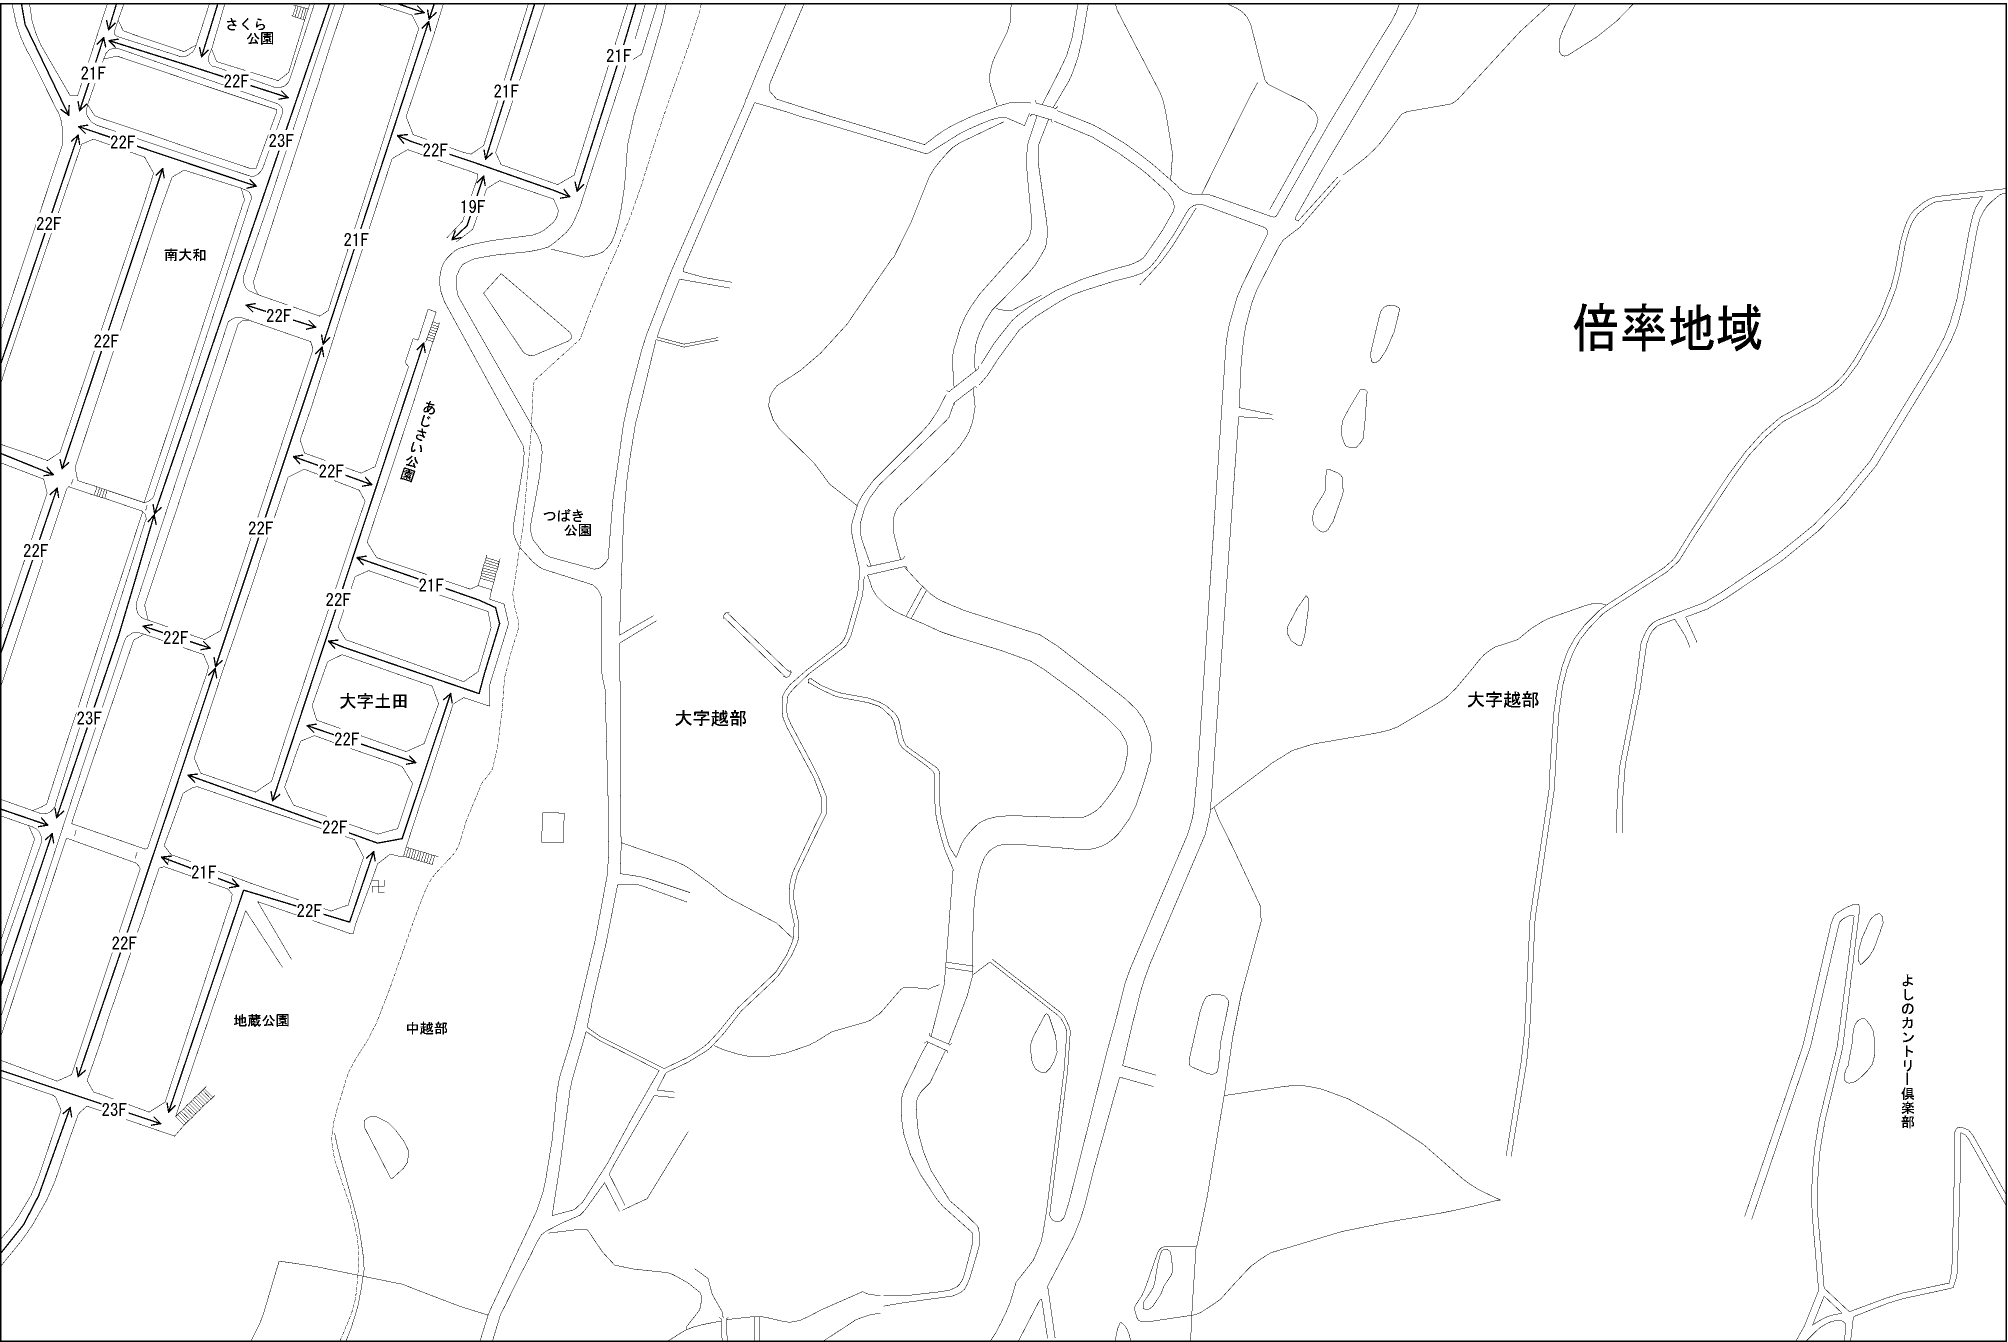 さくら
公園
21F
21F
22F
21F
22F
23F
22F
22F
19F
22F
21F
南大和
22F
22F
倍率地域
あじさい公園
22F
つばき
公園
22F
22F
21F
22F
22F
大字土田
大字越部
大字越部
23F
22F
22F
21F
22F
22F
よしのカントリー倶楽部
地蔵公園
中越部
23F